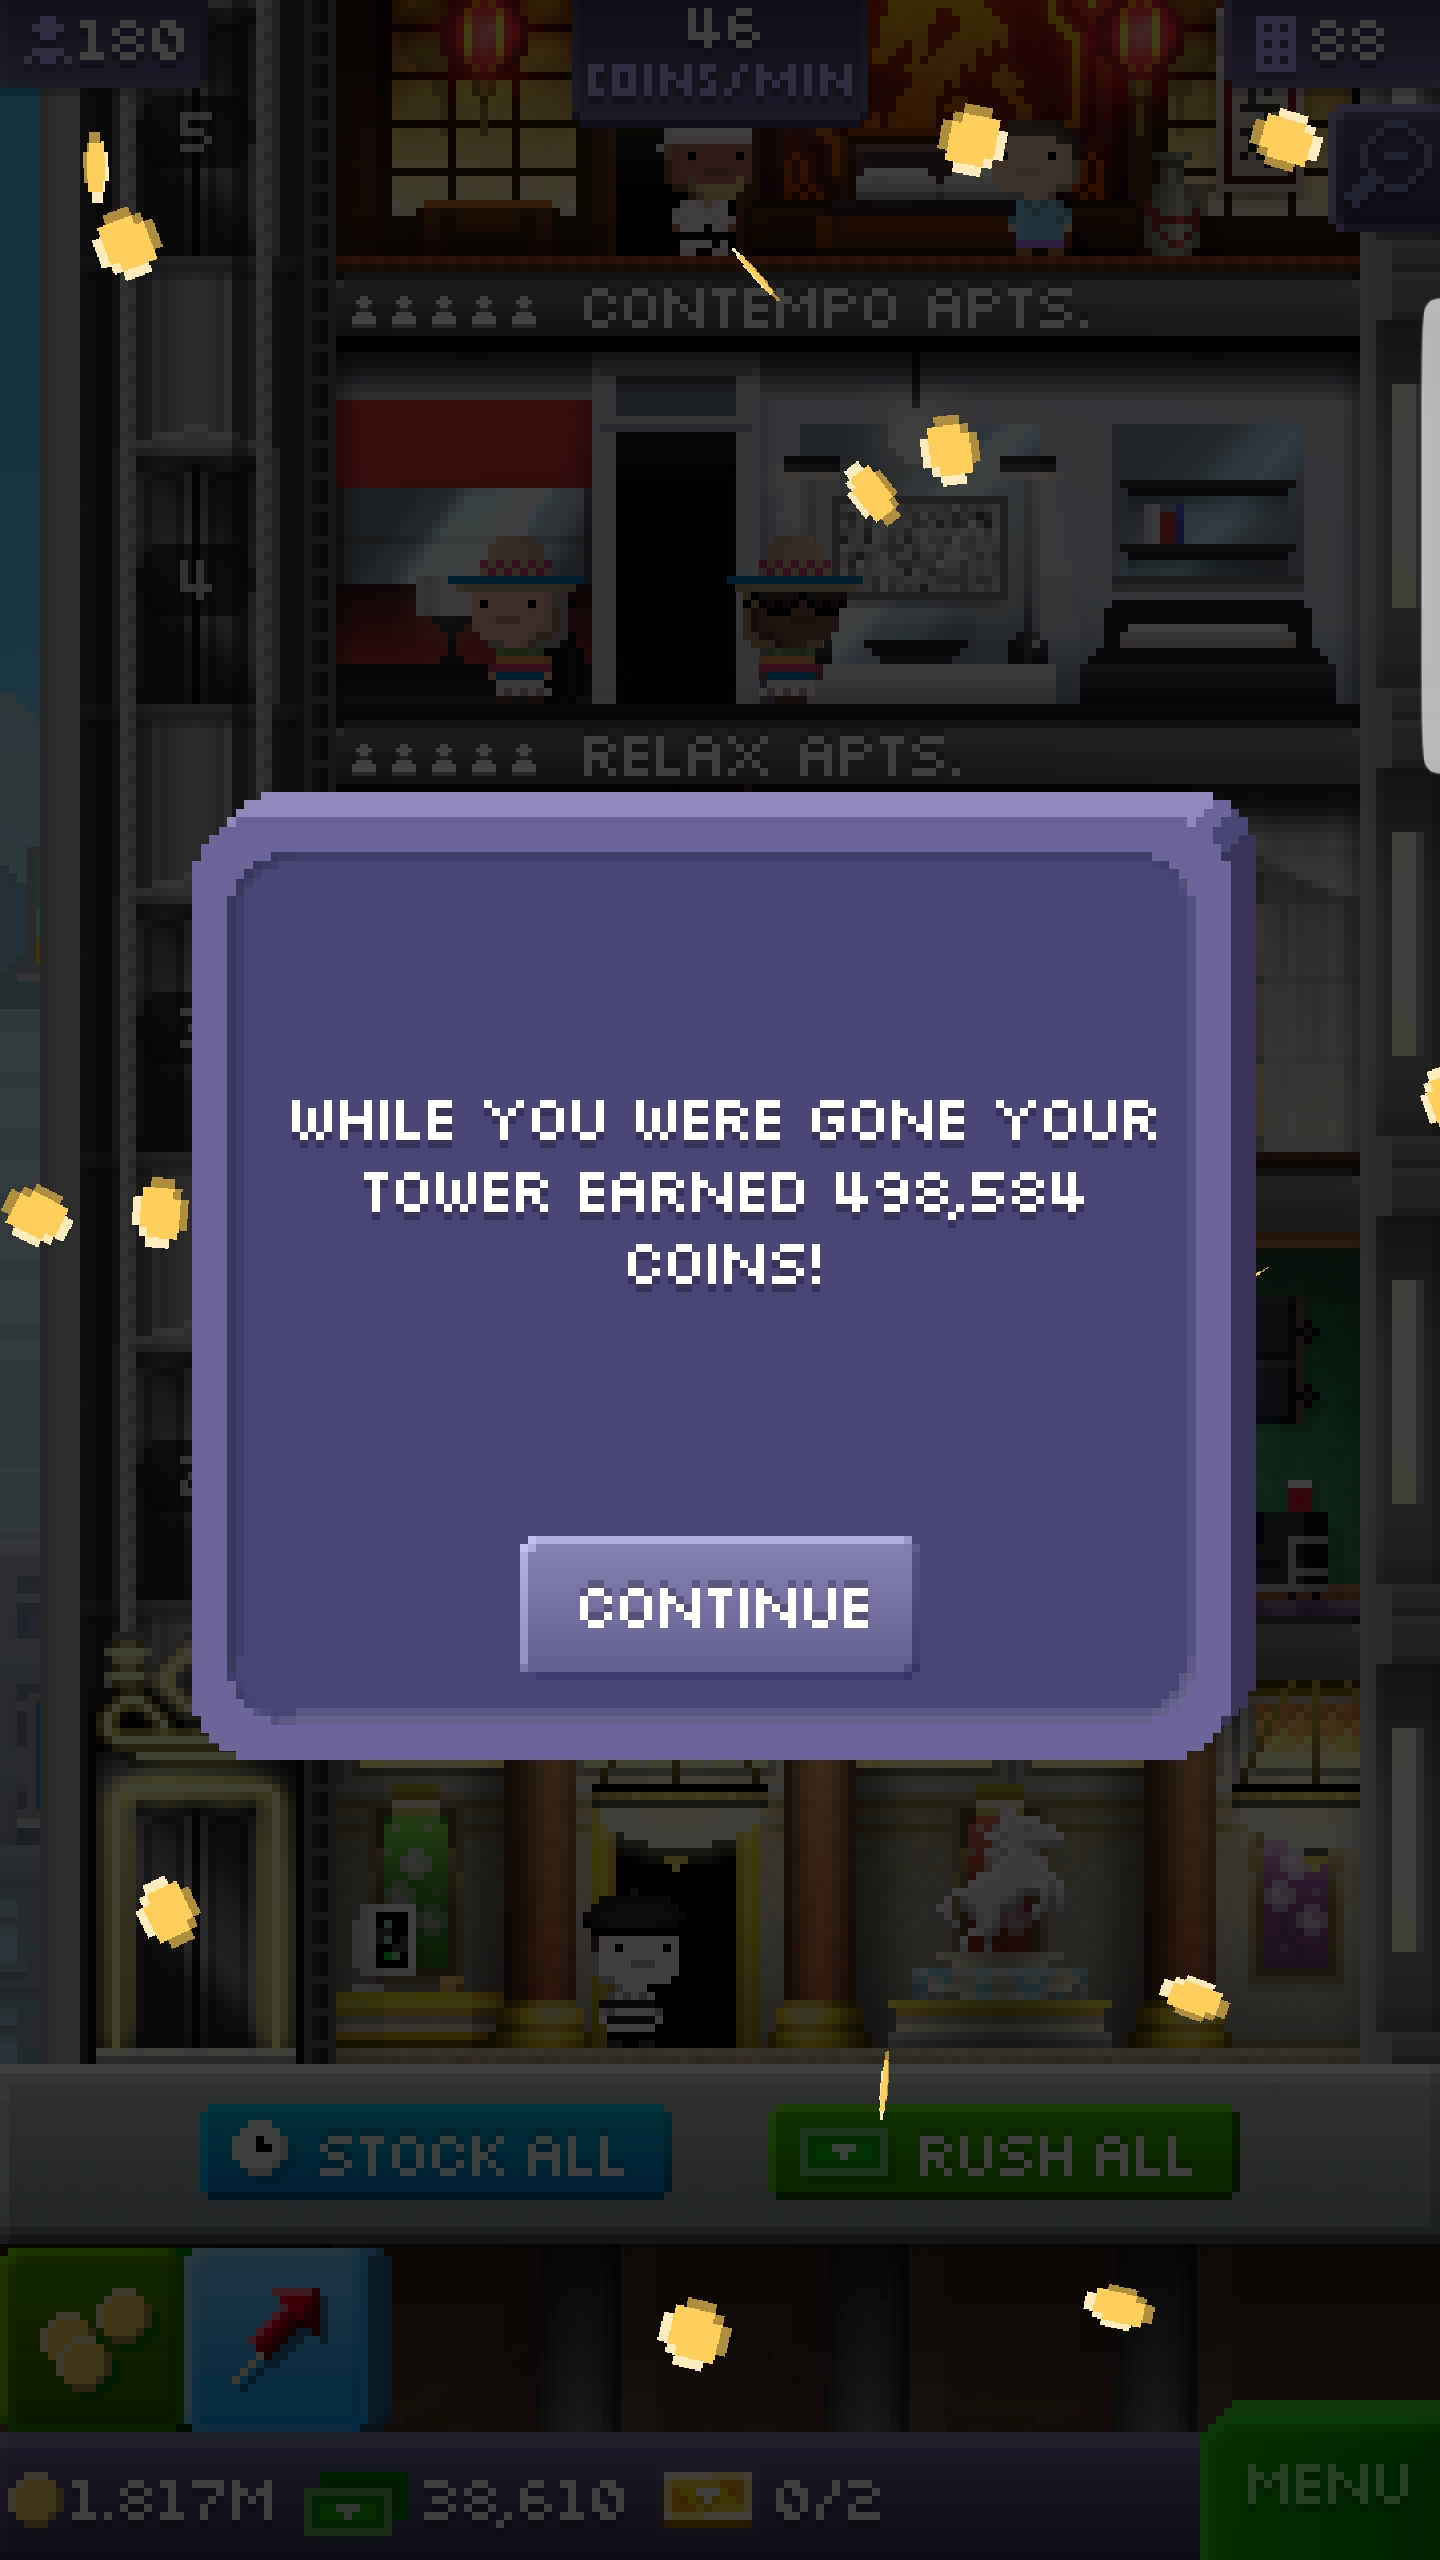 180
46
COINS/MIN
88
5
CONTEMPO APTS.
4
RELAX APTS.
WHILE YOU WERE GONE YOUR
TOWER EARNED 498,584
COINS!
CONTINUE
STOCK ALL
RUSH ALL
1.817M
38,610
0/2
MENU